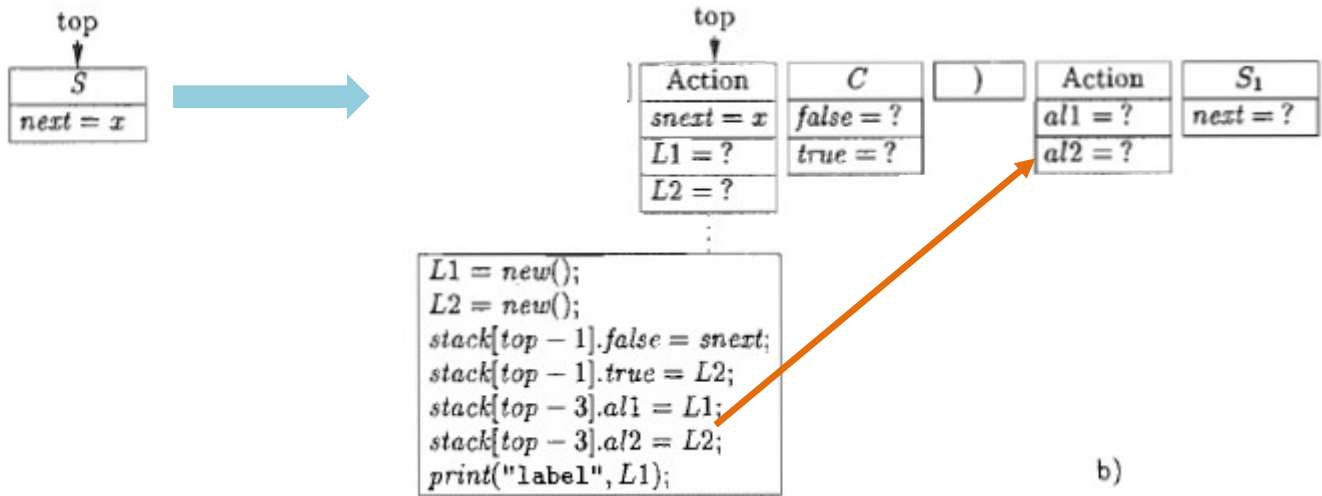 top
S
next = x
top
Action
snext = x
L1 = ?
L2 = ?
C
false = ?
true = ?
)
Action
al1 = ?
al2 = ?
S₁
next = ?
L1 = new();
L2 = new();
stack[top − 1].false = snext;
stack[top − 1].true = L2;
stack[top − 3].al1 = L1;
stack[top − 3].al2 = L2;
print("label", L1);
b)